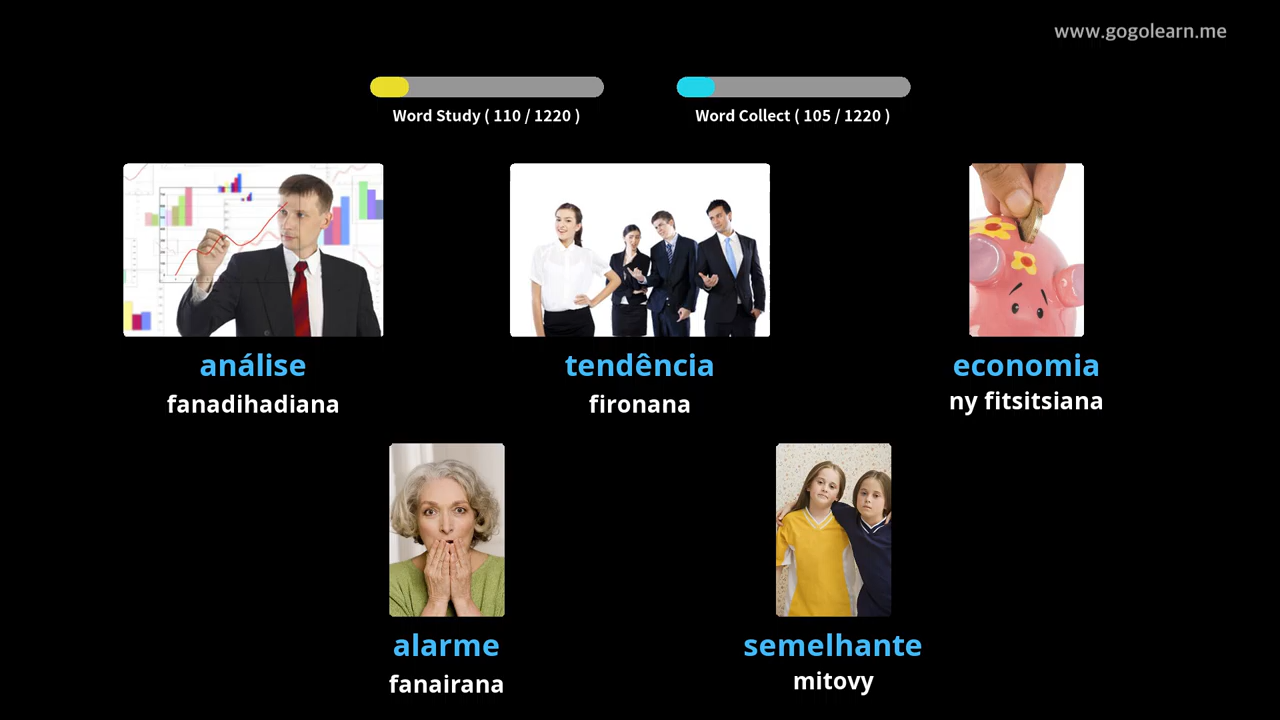 www.gogolearn.me
Word Study ( 110 / 1220 )
Word Collect ( 105 / 1220 )
análise
tendência
economia
fanadihadiana
fironana
ny fitsitsiana
alarme
semelhante
fanairana
mitovy